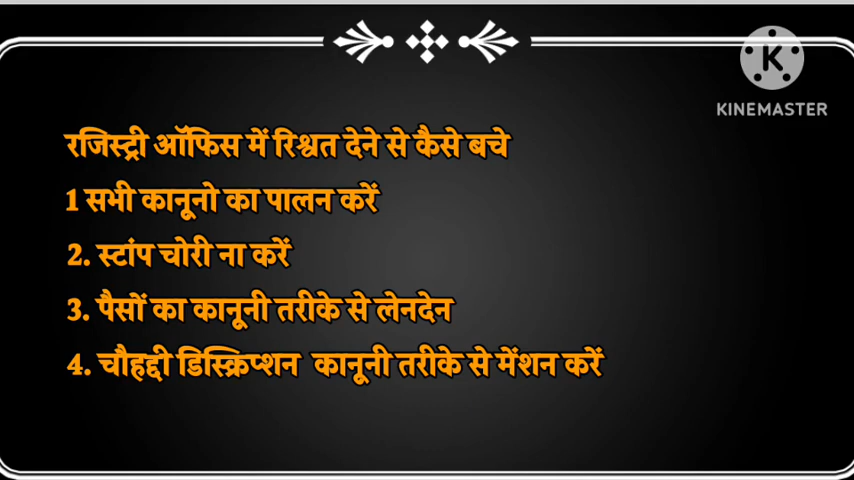 KINEMASTER
रजिस्ट्री ऑफिस में रिश्वत देने से कैसे बचे
1 सभी कानूनो का पालन करें
2. स्टांप चोरी ना करें
3. पैसों का कानूनी तरीके से लेनदेन
4. चौहद्दी डिस्क्रिप्शन कानूनी तरीके से मेंशन करें